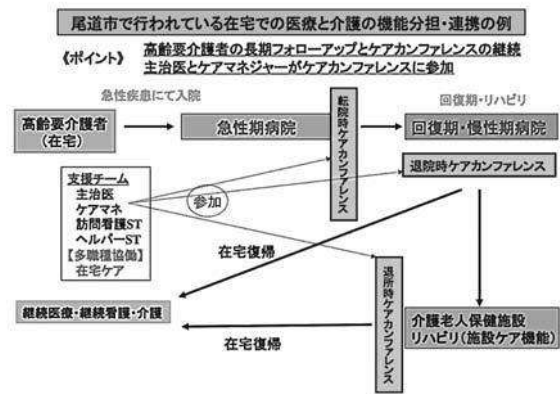 尾道市で行われている在宅での医療と介護の機能分担・連携の例
《ポイント》
高齢要介護者の長期フォローアップとケアカンファレンスの継続
主治医とケアマネジャーがケアカンファレンスに参加
急性疾患にて入院
回復期・リハビリ
高齢要介護者
(在宅)
急性期病院
転院時ケアカンファレンス
回復期・慢性期病院
退院時ケアカンファレンス
支援チーム
主治医
ケアマネ
訪問看護ST
ヘルパーST
【多職種協働】
在宅ケア
参加
在宅復帰
退所時ケアカンファレンス
継続医療・継続看護・介護
在宅復帰
介護老人保健施設
リハビリ(施設ケア機能)